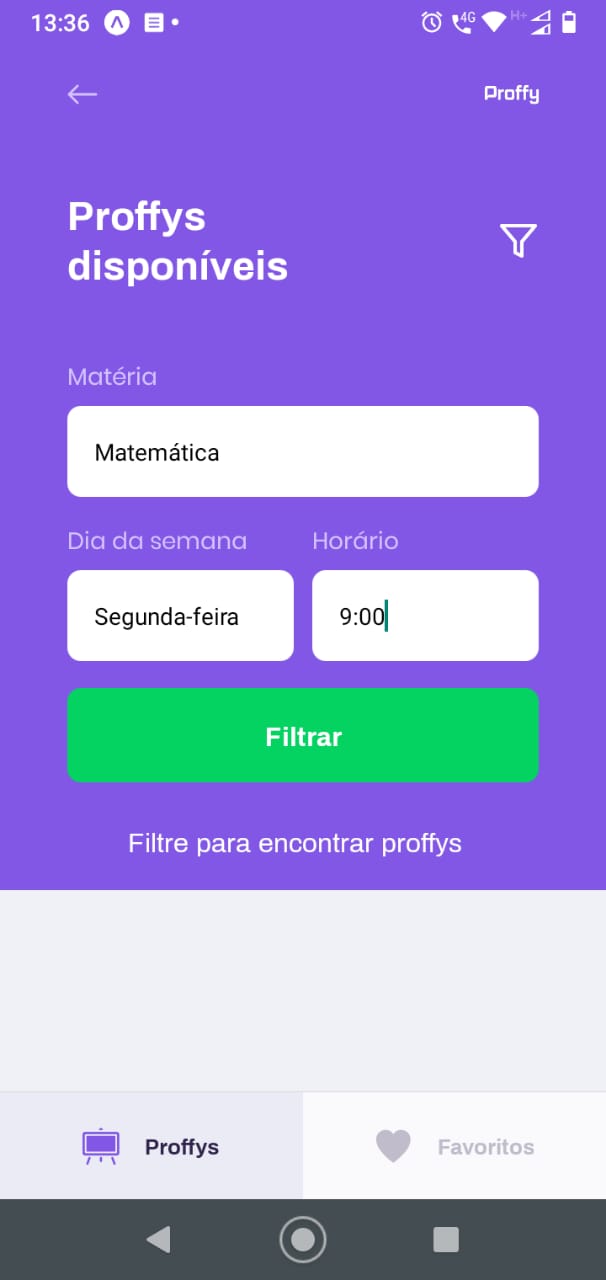 13:36
4G
H+
Proffy
Proffys
disponíveis
Matéria
Matemática
Dia da semana Horário
Segunda-feira 9:00
Filtrar
Filtre para encontrar proffys
Proffys Favoritos